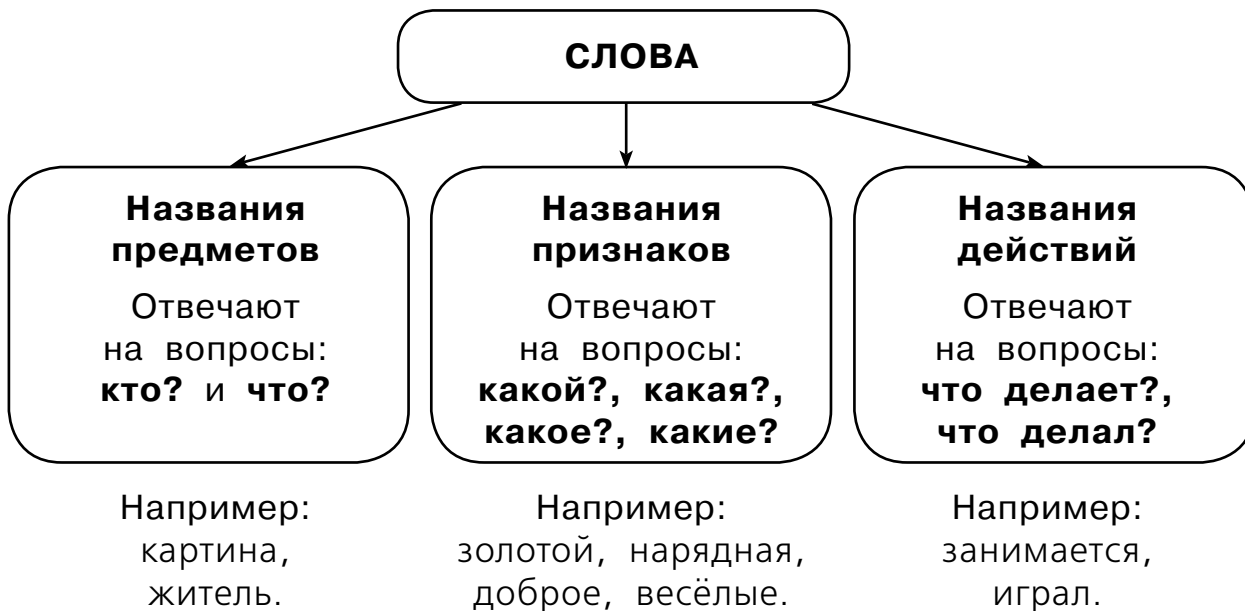 СЛОВА
Названия
предметов
Отвечают
на вопросы:
кто? и что?
Названия
признаков
Отвечают
на вопросы:
какой?, какая?,
какое?, какие?
Названия
действий
Отвечают
на вопросы:
что делает?,
что делал?
Например:
картина,
житель.
Например:
золотой, нарядная,
доброе, весёлые.
Например:
занимается,
играл.